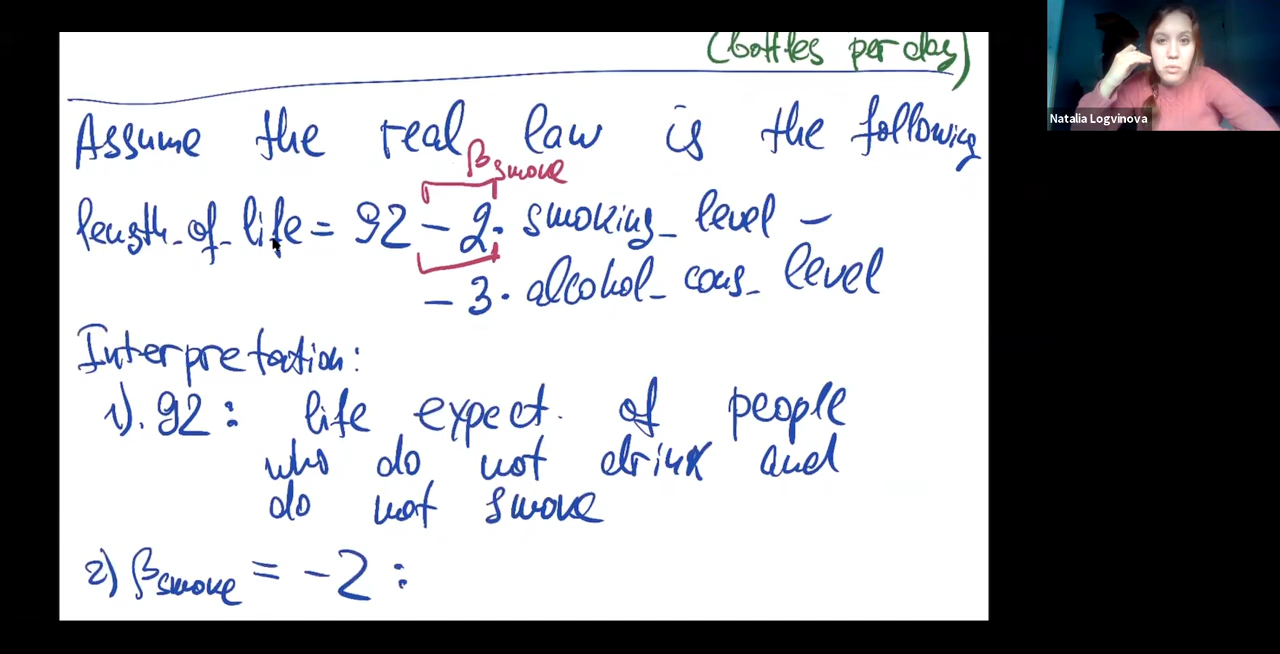 (bottles per day)
Natalia Logvinova
Assume the real law is the following
βsmoke
length_of_life = 92 - 2 · smoking_level -
- 3 · alcohol_cons_level
Interpretation:
1). 92: life expect. of people
who do not drink and
do not smoke
2) βsmoke = -2 :